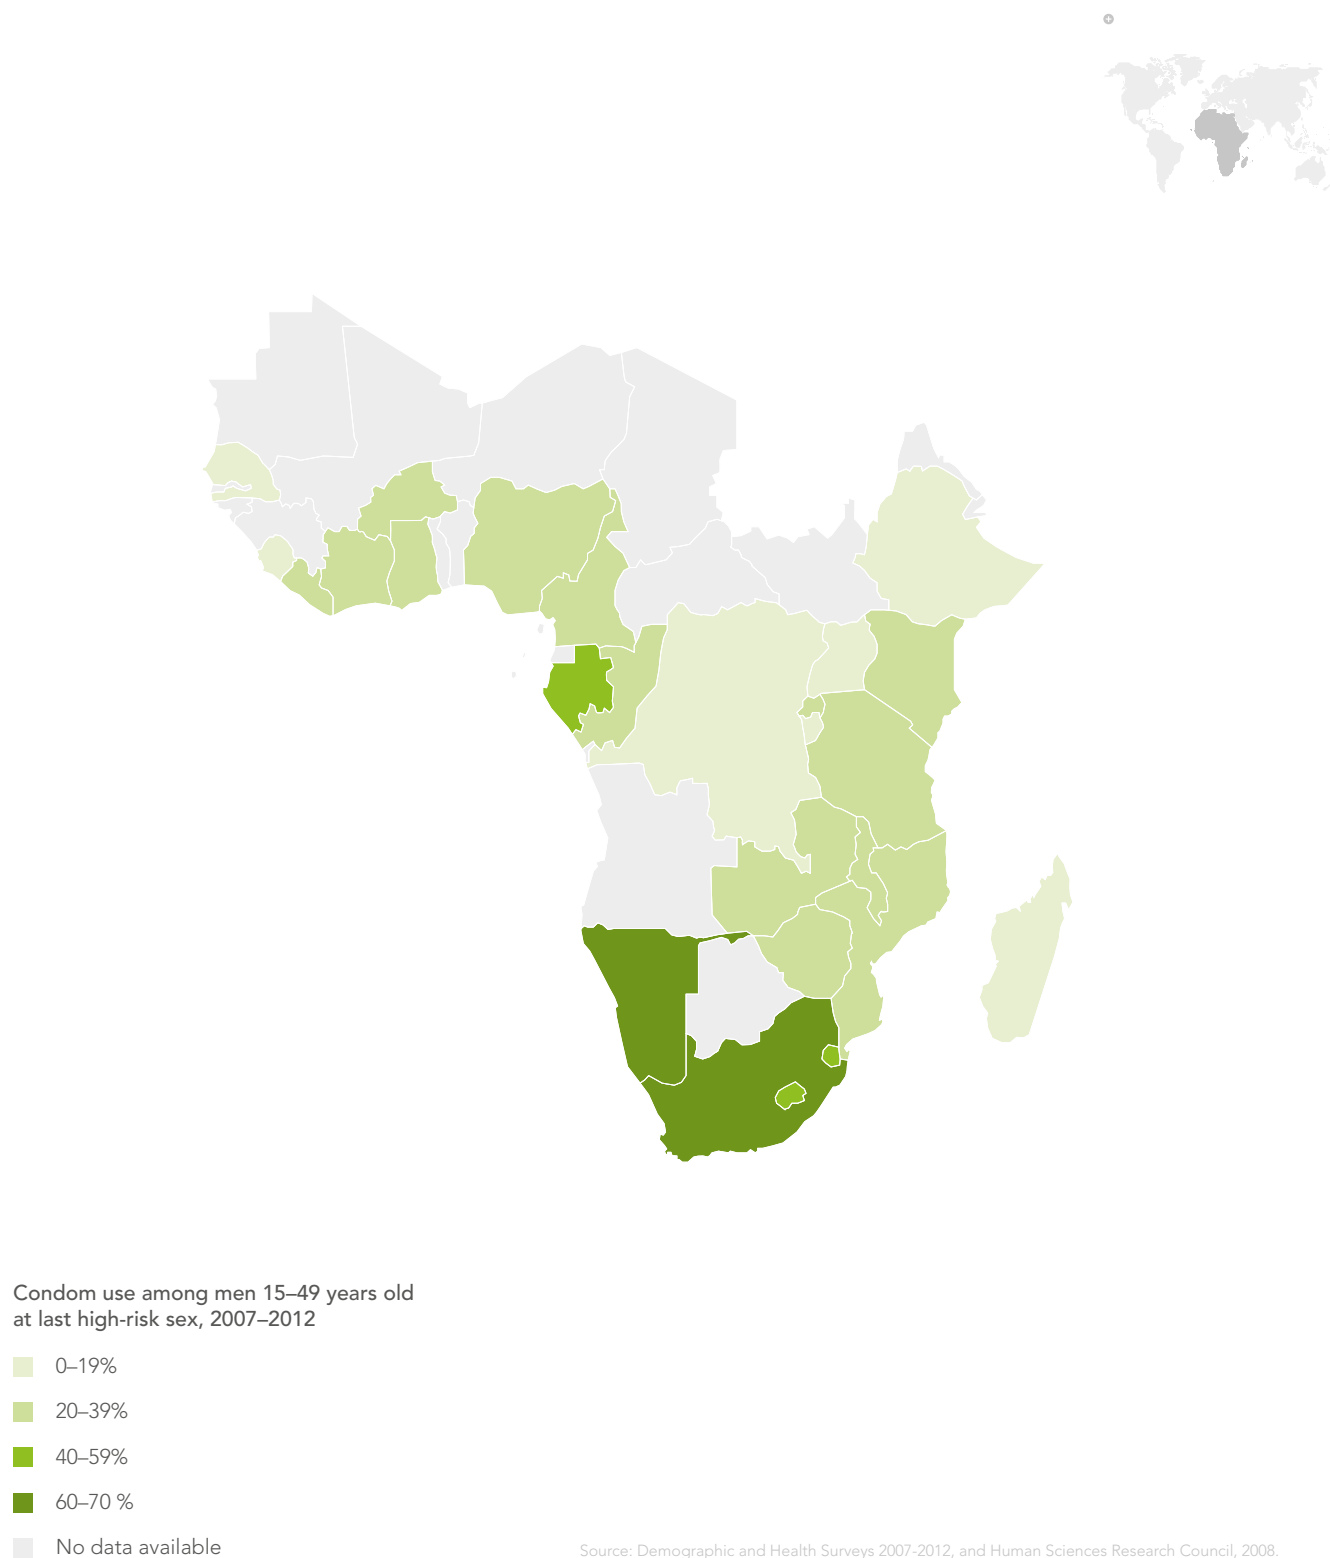 Condom use among men 15–49 years old
at last high-risk sex, 2007–2012
0–19%
20–39%
40–59%
60–70 %
No data available
Source: Demographic and Health Surveys 2007-2012, and Human Sciences Research Council, 2008.